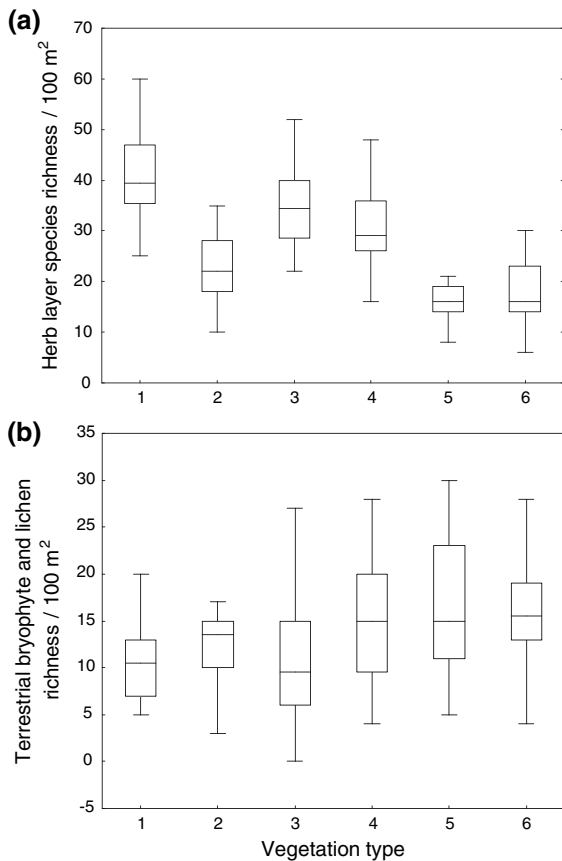 (a)
Herb layer species richness / 100 m²
70
60
50
40
30
20
10
0
1 2 3 4 5 6
(b)
Terrestrial bryophyte and lichen
richness / 100 m²
35
30
25
20
15
10
5
0
-5
1 2 3 4 5 6
Vegetation type